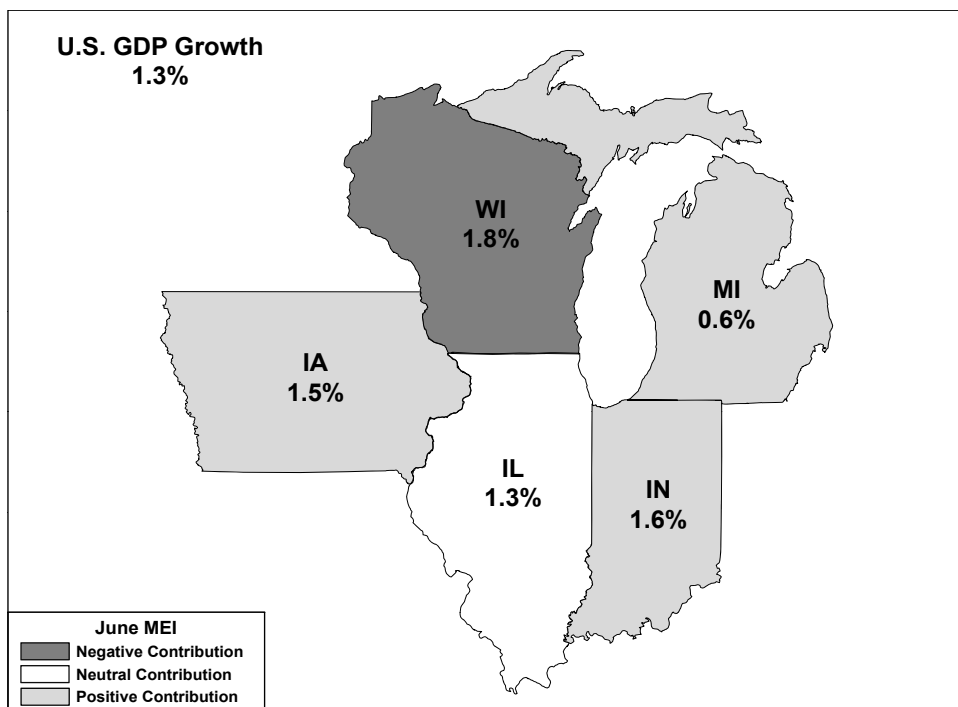 U.S. GDP Growth
1.3%
WI
1.8%
MI
0.6%
IA
1.5%
IL
1.3%
IN
1.6%
June MEI
Negative Contribution
Neutral Contribution
Positive Contribution